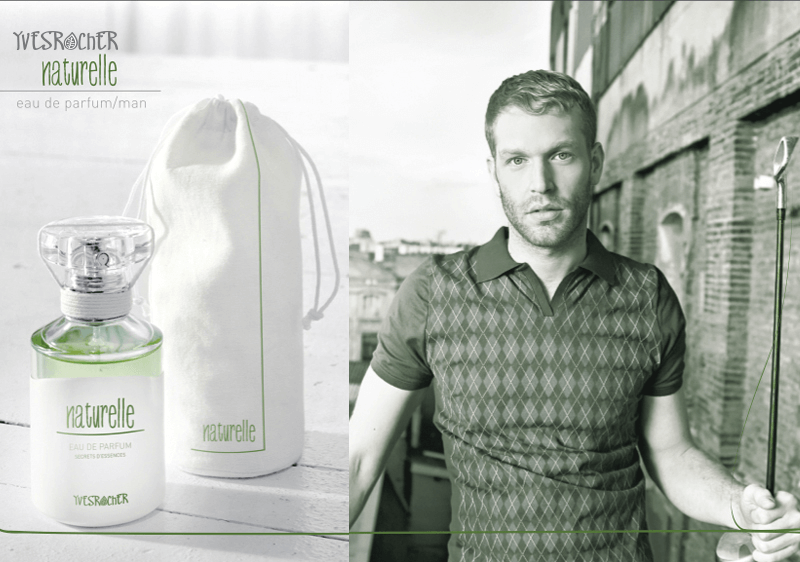 YVESROCHER
naturelle
eau de parfum/man
naturelle
naturelle
EAU DE PARFUM
SECRETS D'ESSENCES
YVESROCHER